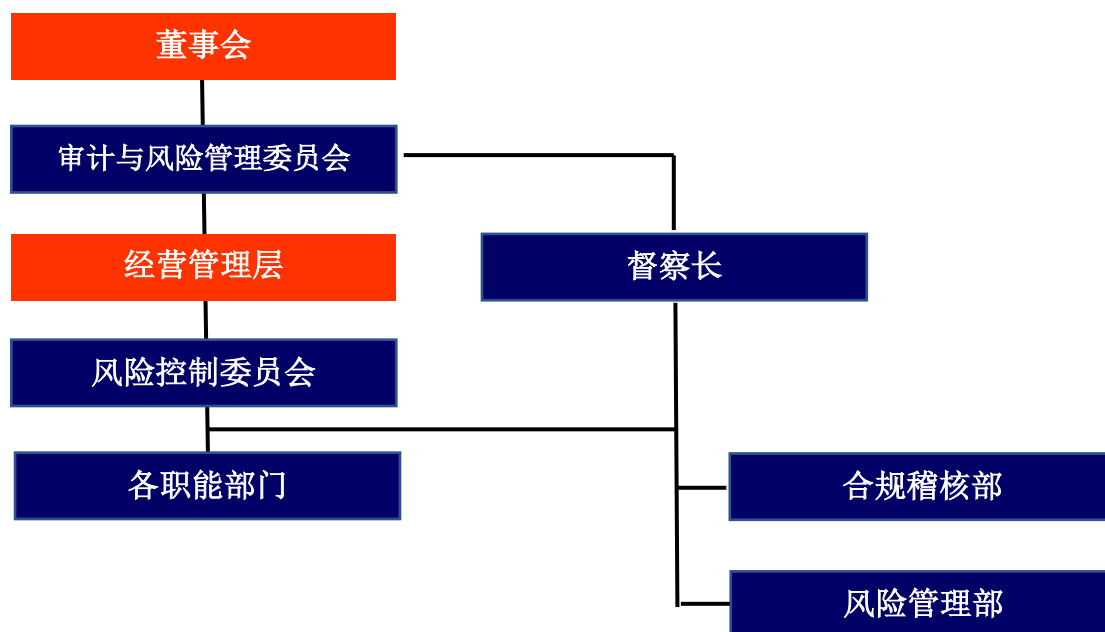 董事会
审计与风险管理委员会
经营管理层
督察长
风险控制委员会
各职能部门
合规稽核部
风险管理部